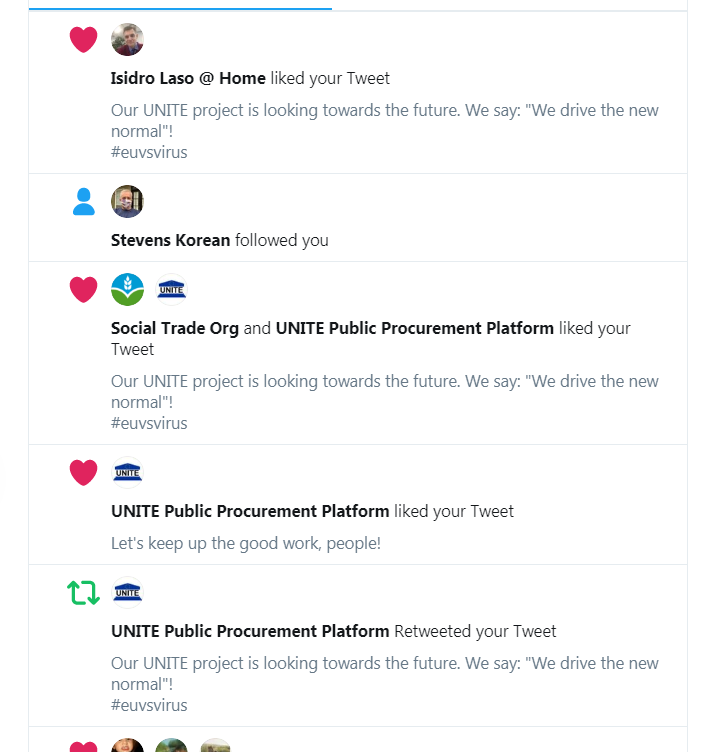 Isidro Laso @ Home liked your Tweet
Our UNITE project is looking towards the future. We say: "We drive the new
normal"!
#euvsvirus
Stevens Korean followed you
UNITE
Social Trade Org and UNITE Public Procurement Platform liked your
Tweet
Our UNITE project is looking towards the future. We say: "We drive the new
normal"!
#euvsvirus
UNITE
UNITE Public Procurement Platform liked your Tweet
Let's keep up the good work, people!
UNITE
UNITE Public Procurement Platform Retweeted your Tweet
Our UNITE project is looking towards the future. We say: "We drive the new
normal"!
#euvsvirus